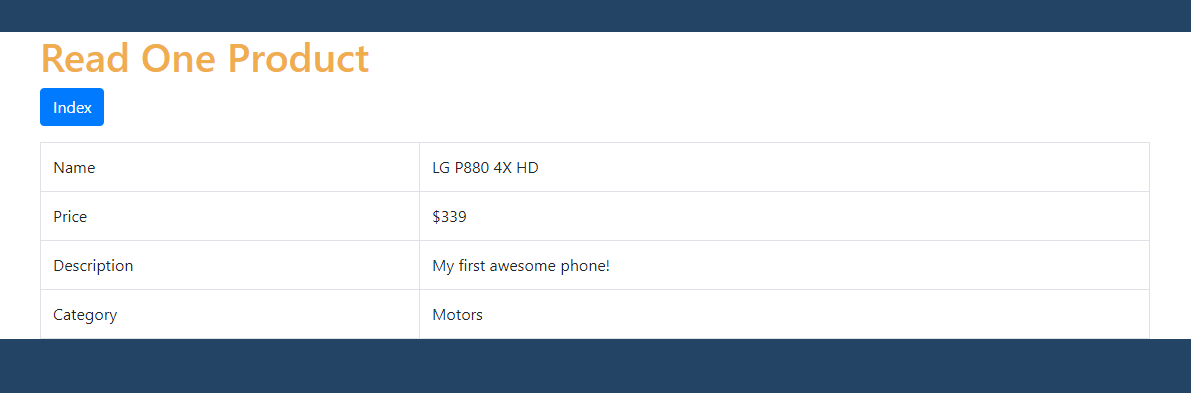 Read One Product
Index
Name LG P880 4X HD
Price $339
Description My first awesome phone!
Category Motors